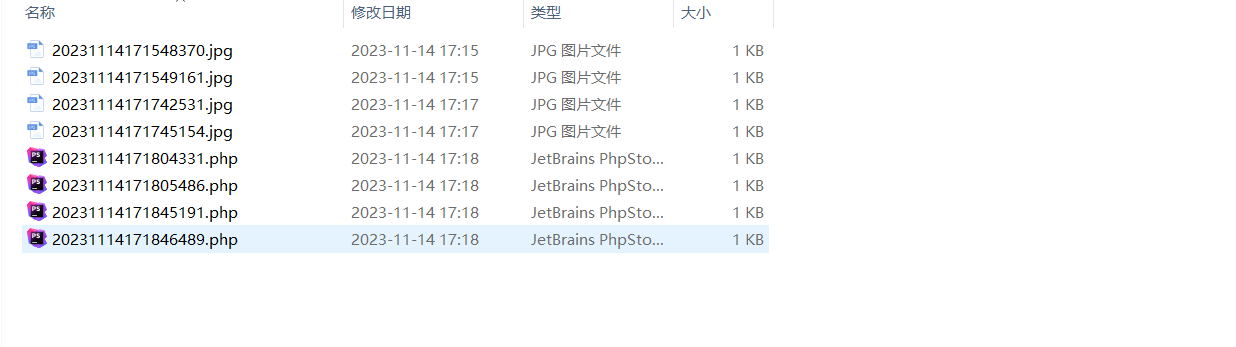 名称 修改日期 类型 大小
20231114171548370.jpg 2023-11-14 17:15 JPG 图片文件 1 KB
20231114171549161.jpg 2023-11-14 17:15 JPG 图片文件 1 KB
20231114171742531.jpg 2023-11-14 17:17 JPG 图片文件 1 KB
20231114171745154.jpg 2023-11-14 17:17 JPG 图片文件 1 KB
20231114171804331.php 2023-11-14 17:18 JetBrains PhpSto... 1 KB
20231114171805486.php 2023-11-14 17:18 JetBrains PhpSto... 1 KB
20231114171845191.php 2023-11-14 17:18 JetBrains PhpSto... 1 KB
20231114171846489.php 2023-11-14 17:18 JetBrains PhpSto... 1 KB